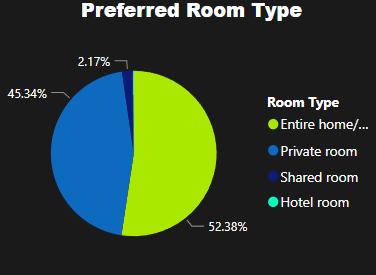 Preferred Room Type
2.17%
45.34%
52.38%
Room Type
Entire home/...
Private room
Shared room
Hotel room